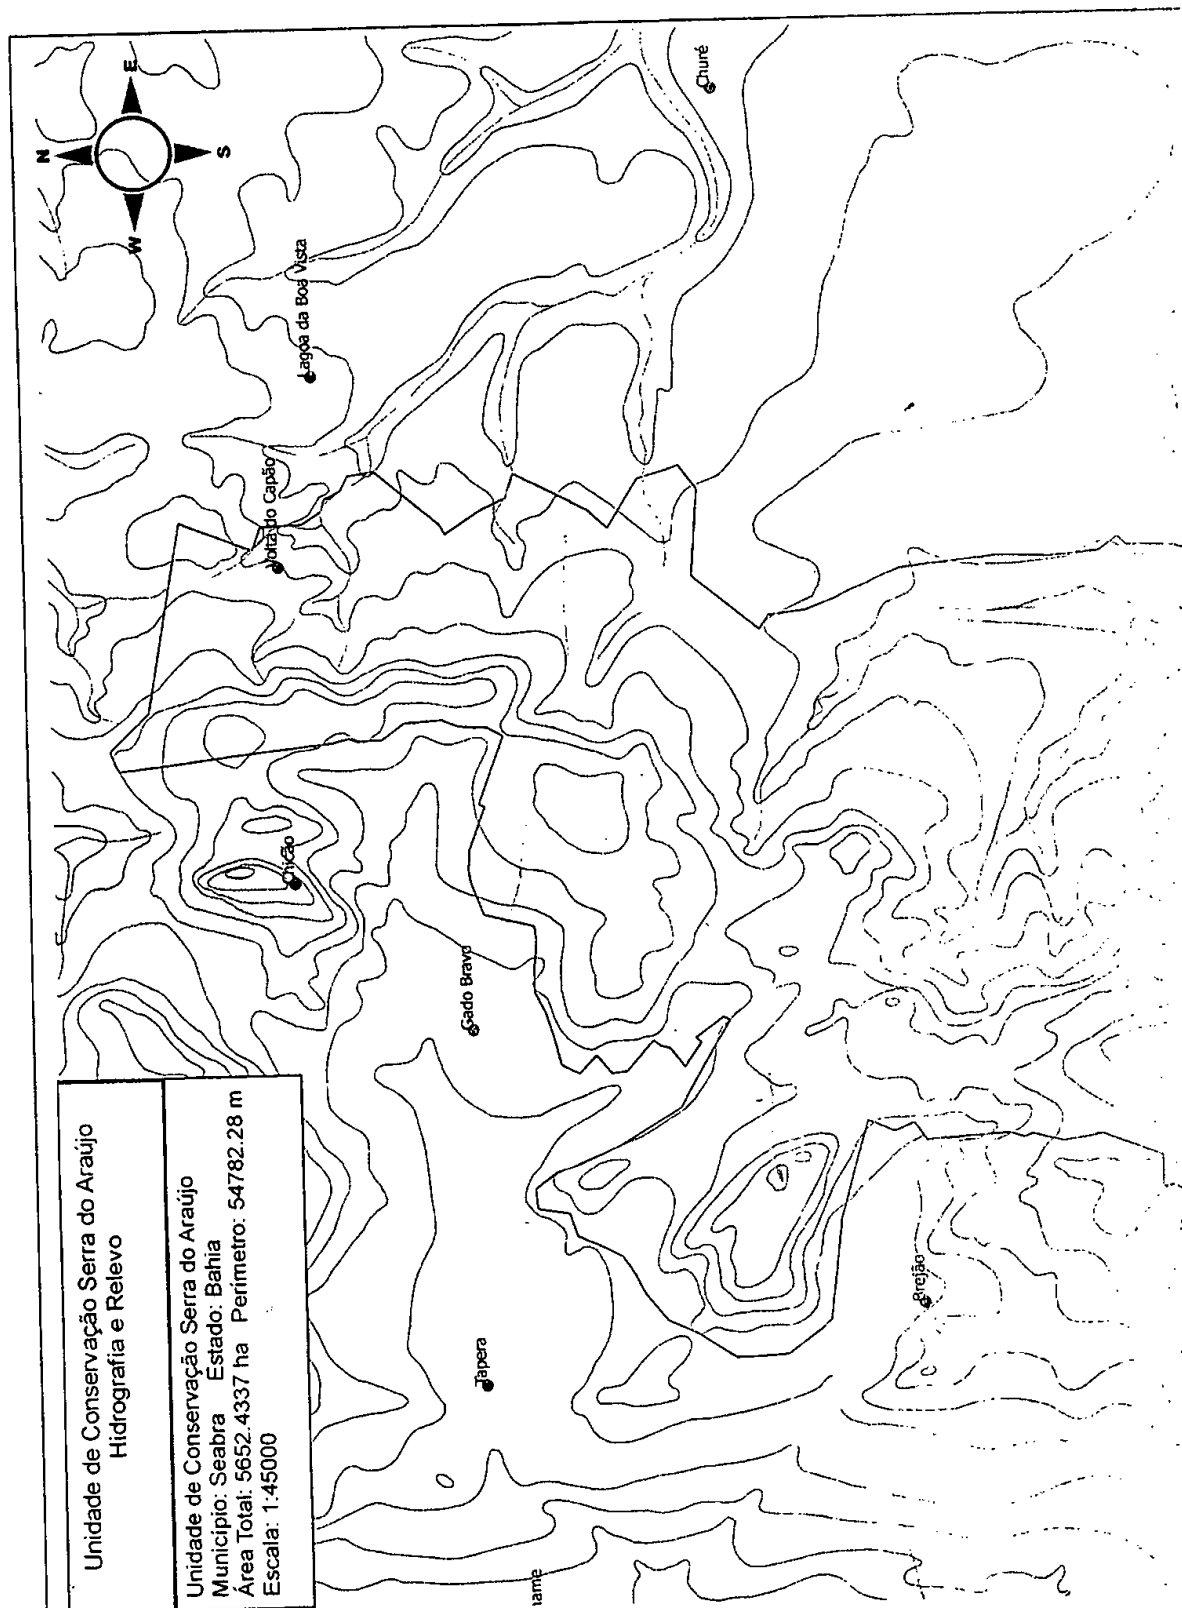 Unidade de Conservação Serra do Araújo
Hidrografia e Relevo
Unidade de Conservação Serra do Araújo
Município: Seabra Estado: Bahia
Área Total: 5652.4337 ha Perímetro: 54782.28 m
Escala: 1:45000
N
E
S
W
Churé
Lagoa da Boa Vista
Volta do Capão
Chicão
Gado Bravo
Tapera
Brejão
name